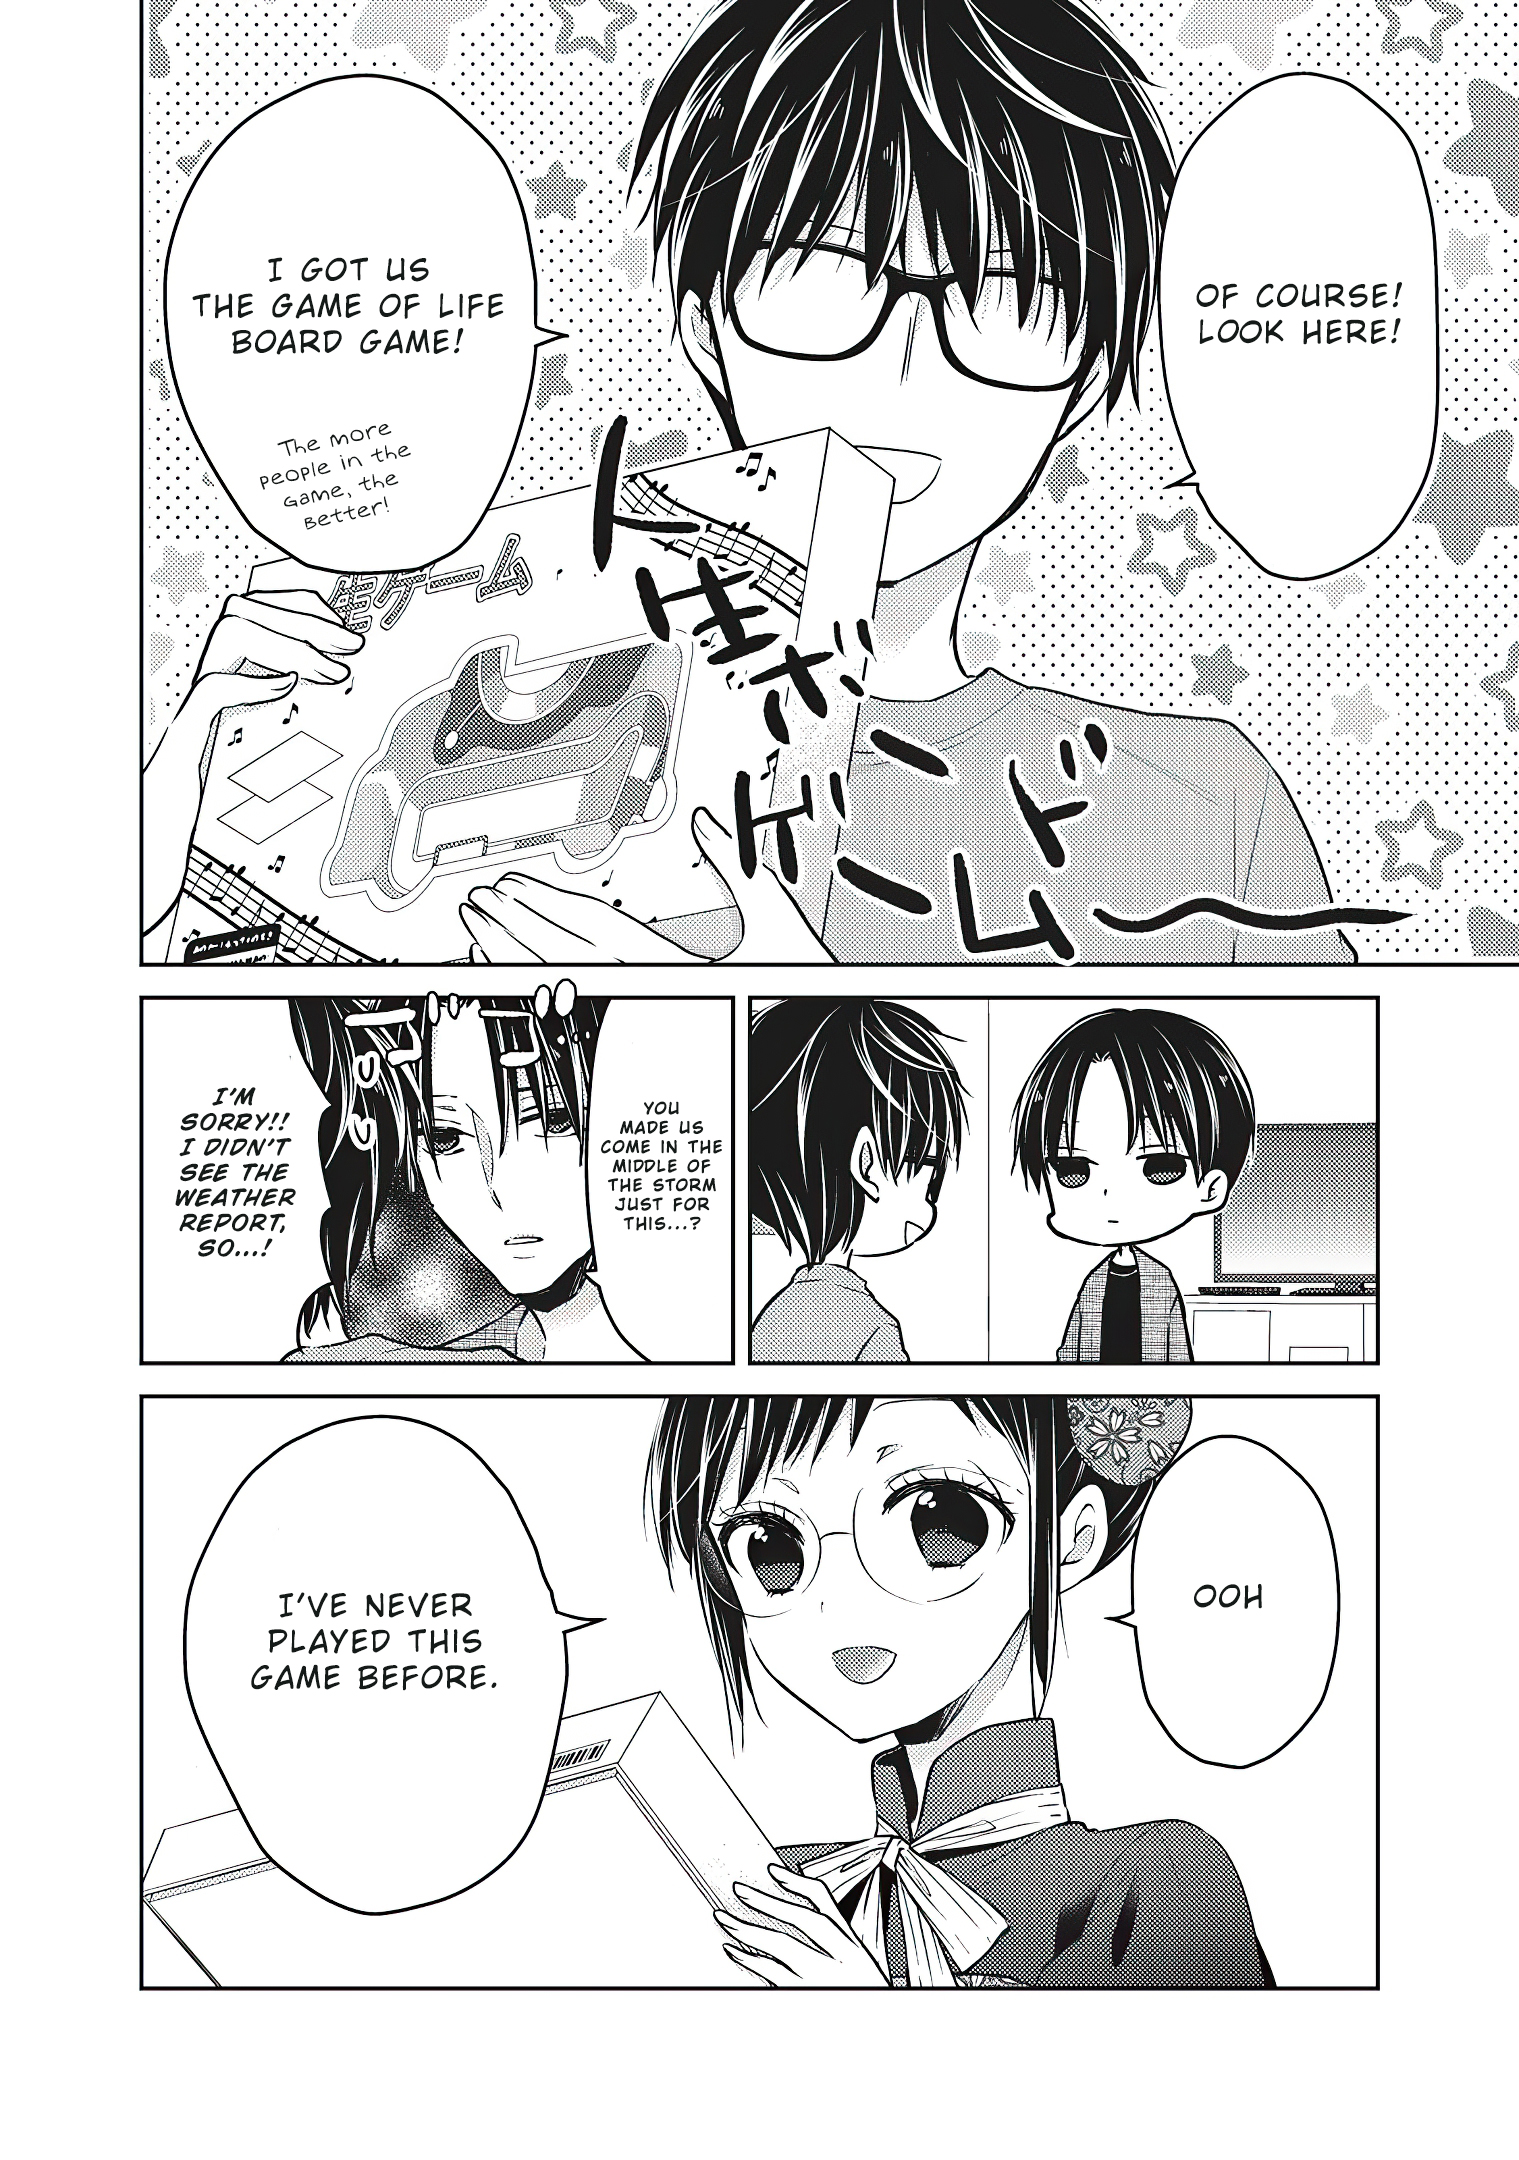 OF COURSE!
LOOK HERE!
I GOT US
THE GAME OF LIFE
BOARD GAME!
The more
people in the
game, the
better!
ゲーム
人生ボードゲーム〜
YOU
MADE US
COME IN THE
MIDDLE OF
THE STORM
JUST FOR
THIS...?
I'M
SORRY!!
I DIDN'T
SEE THE
WEATHER
REPORT,
SO...!
OOH
I'VE NEVER
PLAYED THIS
GAME BEFORE.